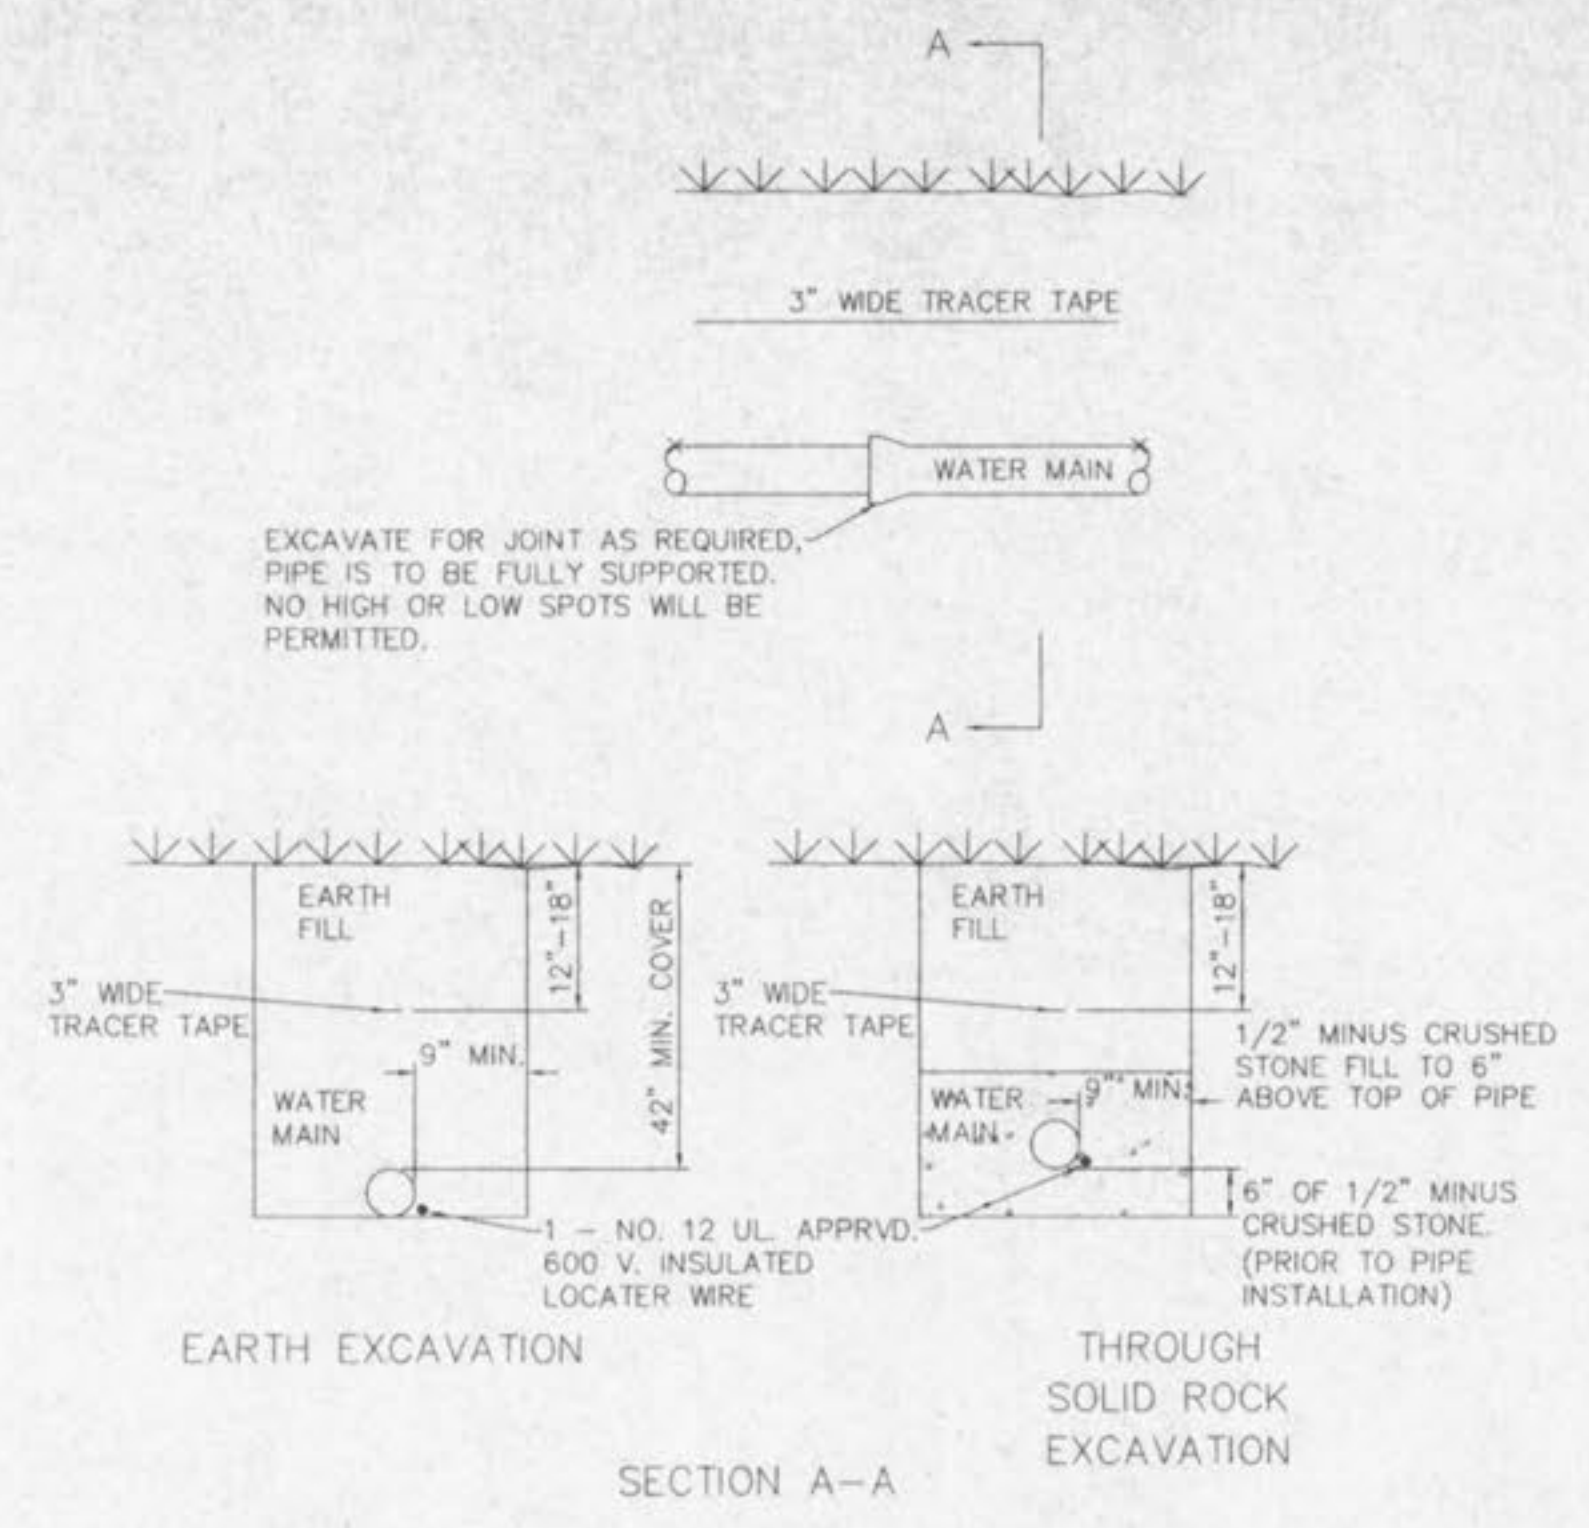 A
3" WIDE TRACER TAPE
WATER MAIN
EXCAVATE FOR JOINT AS REQUIRED,
PIPE IS TO BE FULLY SUPPORTED.
NO HIGH OR LOW SPOTS WILL BE
PERMITTED.
A
EARTH
FILL
12"-18"
42" MIN. COVER
3" WIDE
TRACER TAPE
9" MIN.
WATER
MAIN
1 - NO. 12 UL. APPRVD.
600 V. INSULATED
LOCATER WIRE
EARTH EXCAVATION
EARTH
FILL
12"-18"
3" WIDE
TRACER TAPE
1/2" MINUS CRUSHED
STONE FILL TO 6"
ABOVE TOP OF PIPE
WATER
MAIN
9" MIN.
6" OF 1/2" MINUS
CRUSHED STONE.
(PRIOR TO PIPE
INSTALLATION)
THROUGH
SOLID ROCK
EXCAVATION
SECTION A-A